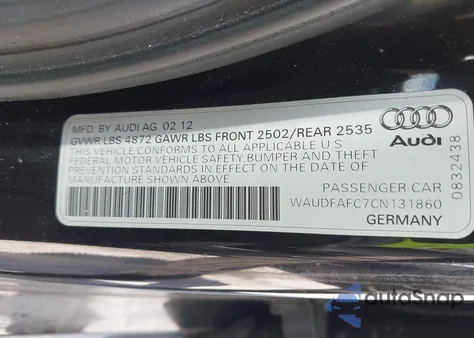 MFD. BY AUDI AG 02 12
GVWR LBS 4872 GAWR LBS FRONT 2502/REAR 2535
THIS VEHICLE CONFORMS TO ALL APPLICABLE U S
FEDERAL MOTOR VEHICLE SAFETY BUMPER AND THEFT
PREVENTION STANDARDS IN EFFECT ON THE DATE OF
MANUFACTURE SHOWN ABOVE
Audi
0832438
PASSENGER CAR
WAUDFAFC7CN131860
GERMANY
autoSnap